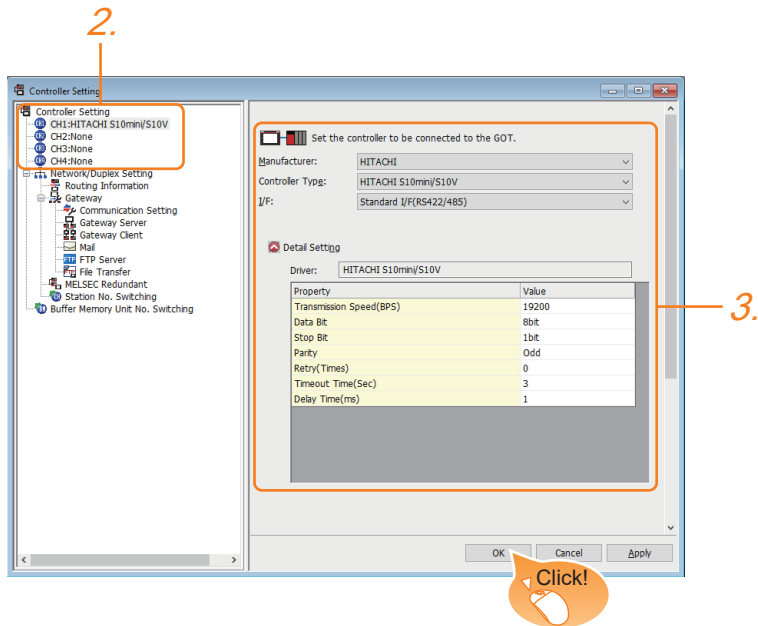 2.
Controller Setting
Controller Setting
CH1:HITACHI S10mini/S10V
CH2:None
CH3:None
CH4:None
Network/Duplex Setting
Routing Information
Gateway
Communication Setting
Gateway Server
Gateway Client
Mail
FTP Server
File Transfer
MELSEC Redundant
Station No. Switching
Buffer Memory Unit No. Switching
Set the controller to be connected to the GOT.
Manufacturer: HITACHI
Controller Type: HITACHI S10mini/S10V
I/F: Standard I/F(RS422/485)
Detail Setting
Driver: HITACHI S10mini/S10V
Property Value
Transmission Speed(BPS) 19200
Data Bit 8bit
Stop Bit 1bit
Parity Odd
Retry(Times) 0
Timeout Time(Sec) 3
Delay Time(ms) 1
3.
OK Cancel Apply
Click!